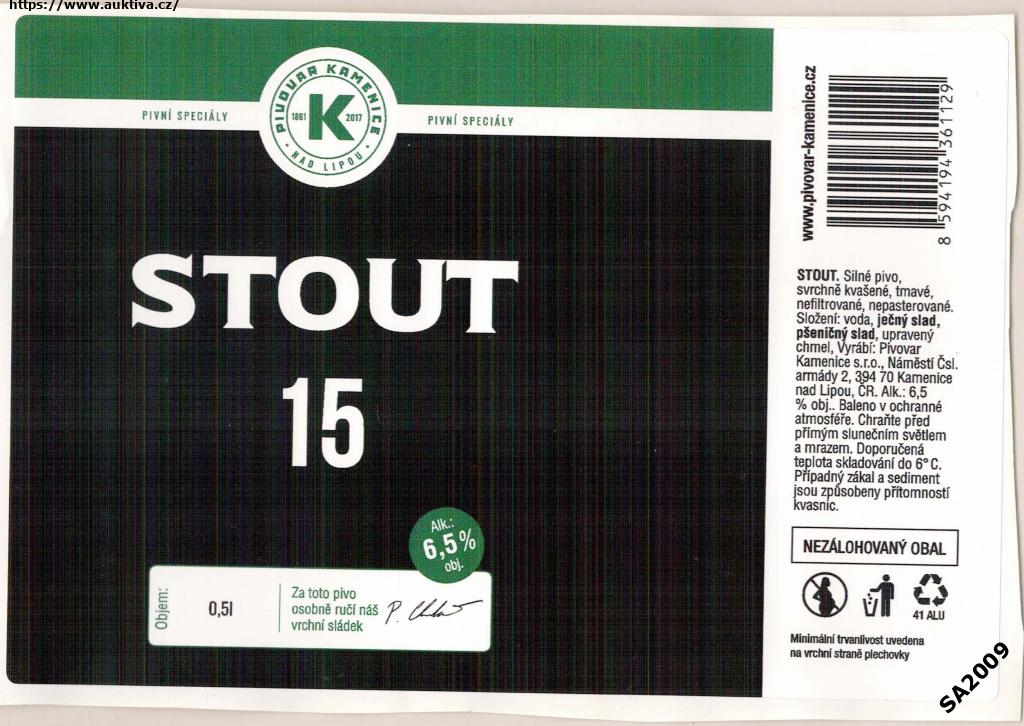 https://www.auktiva.cz/
PIVOVAR KAMENICE
1861 K 2017
• NAD LIPOU •
PIVNÍ SPECIÁLY
PIVNÍ SPECIÁLY
STOUT
15
Alk.:
6,5%
obj.
Objem:
0,5l
Za toto pivo
osobně ručí náš
vrchní sládek
www.pivovar-kamenice.cz
8 594194 361129
STOUT. Silné pivo,
svrchně kvašené, tmavé,
nefiltrované, nepasterované.
Složení: voda, ječný slad,
pšeničný slad, upravený
chmel, Vyrábí: Pivovar
Kamenice s.r.o., Náměstí Čsl.
armády 2, 394 70 Kamenice
nad Lipou, ČR. Alk.: 6,5
% obj.. Baleno v ochranné
atmosféře. Chraňte před
přímým slunečním světlem
a mrazem. Doporučená
teplota skladování do 6°C.
Případný zákal a sediment
jsou způsobeny přítomností
kvasnic.
NEZÁLOHOVANÝ OBAL
41 ALU
Minimální trvanlivost uvedena
na vrchní straně plechovky
SA2009